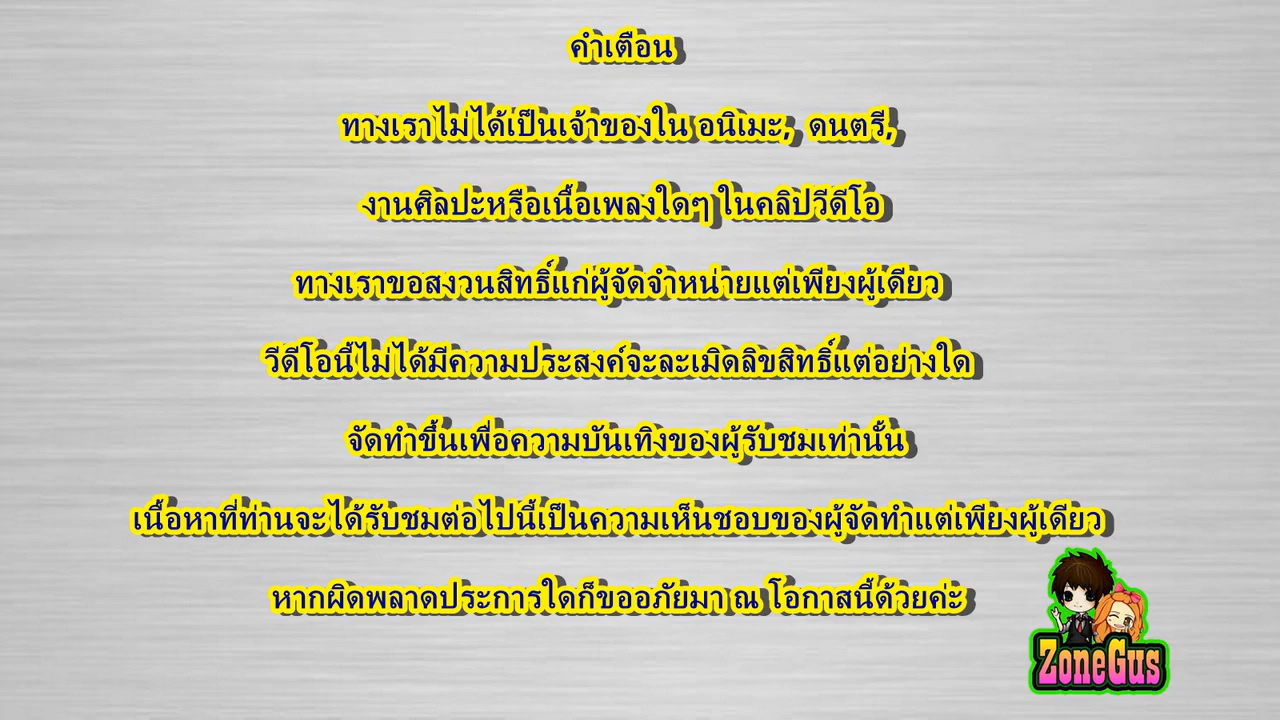 คำเตือน
ทางเราไม่ได้เป็นเจ้าของใน อนิเมะ, ดนตรี,
งานศิลปะหรือเนื้อเพลงใดๆ ในคลิปวีดีโอ
ทางเราขอสงวนสิทธิ์แก่ผู้จัดจำหน่ายแต่เพียงผู้เดียว
วีดีโอนี้ไม่ได้มีความประสงค์จะละเมิดลิขสิทธิ์แต่อย่างใด
จัดทำขึ้นเพื่อความบันเทิงของผู้รับชมเท่านั้น
เนื้อหาที่ท่านจะได้รับชมต่อไปนี้เป็นความเห็นชอบของผู้จัดทำแต่เพียงผู้เดียว
หากผิดพลาดประการใดก็ขออภัยมา ณ โอกาสนี้ด้วยค่ะ
ZoneGus